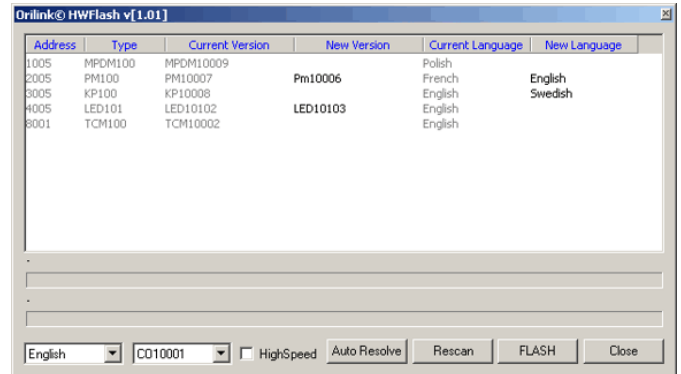 Orilink© HWFlash v[1.01]
Address Type Current Version New Version Current Language New Language
1005 MPDM100 MPDM10009 Polish
2005 PM100 PM10007 Pm10006 French English
3005 KP100 KP10008 English Swedish
4005 LED101 LED10102 LED10103 English
8001 TCM100 TCM10002 English
-
-
English CO10001 HighSpeed Auto Resolve Rescan FLASH Close